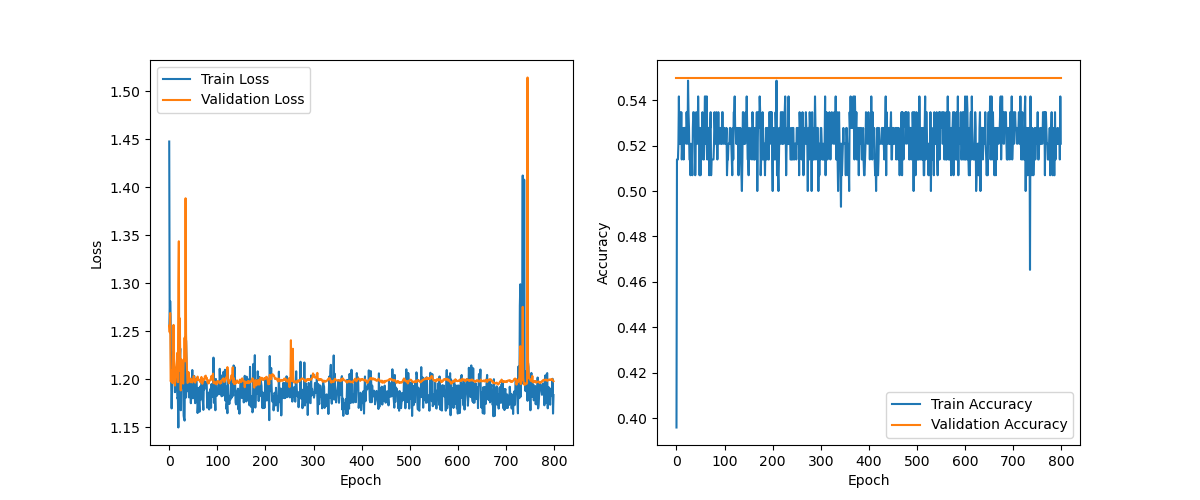 Train Loss
Validation Loss
1.50
1.45
1.40
1.35
1.30
1.25
1.20
1.15
Loss
0 100 200 300 400 500 600 700 800
Epoch
0.54
0.52
0.50
0.48
0.46
0.44
0.42
0.40
Accuracy
Train Accuracy
Validation Accuracy
0 100 200 300 400 500 600 700 800
Epoch